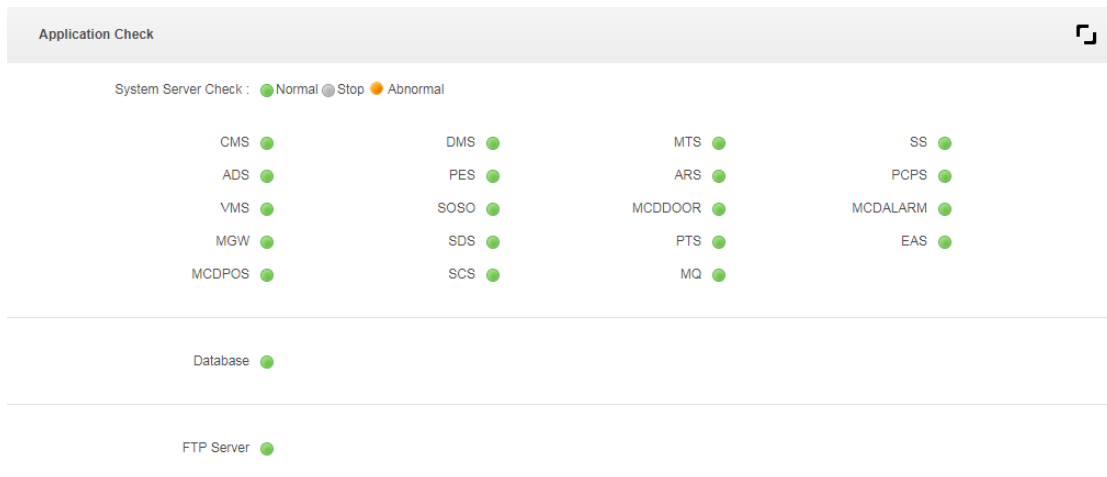 Application Check
System Server Check : Normal Stop Abnormal
CMS DMS MTS SS
ADS PES ARS PCPS
VMS SOSO MCDDOOR MCDALARM
MGW SDS PTS EAS
MCDPOS SCS MQ
Database
FTP Server